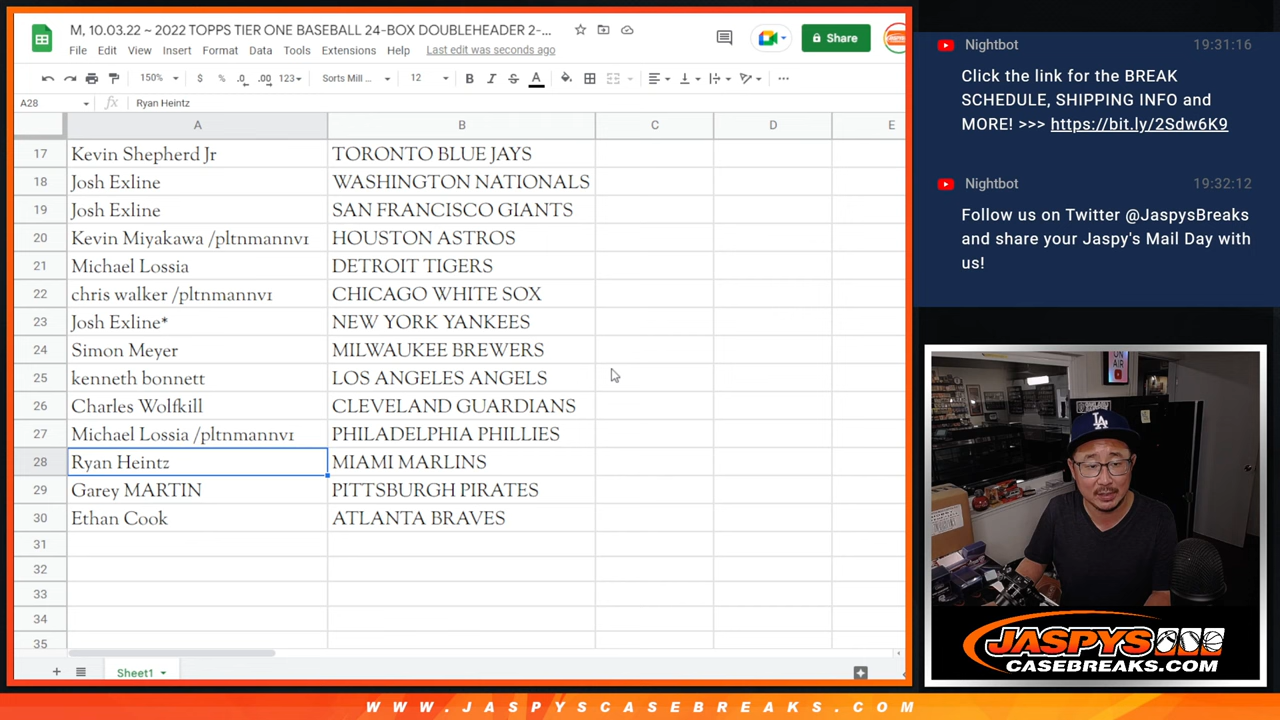 M, 10.03.22 ~ 2022 TOPPS TIER ONE BASEBALL 24-BOX DOUBLEHEADER 2-...
File Edit View Insert Format Data Tools Extensions Help Last edit was seconds ago
Share
150% $ % .0 .00 123 Sorts Mill ... 12 B I S A
A28 fx Ryan Heintz
A B C D E
17 Kevin Shepherd Jr TORONTO BLUE JAYS
18 Josh Exline WASHINGTON NATIONALS
19 Josh Exline SAN FRANCISCO GIANTS
20 Kevin Miyakawa /pltnmannv1 HOUSTON ASTROS
21 Michael Lossia DETROIT TIGERS
22 chris walker /pltnmannv1 CHICAGO WHITE SOX
23 Josh Exline* NEW YORK YANKEES
24 Simon Meyer MILWAUKEE BREWERS
25 kenneth bonnett LOS ANGELES ANGELS
26 Charles Wolfkill CLEVELAND GUARDIANS
27 Michael Lossia /pltnmannv1 PHILADELPHIA PHILLIES
28 Ryan Heintz MIAMI MARLINS
29 Garey MARTIN PITTSBURGH PIRATES
30 Ethan Cook ATLANTA BRAVES
31
32
33
34
35
Sheet1
Nightbot 19:31:16
Click the link for the BREAK
SCHEDULE, SHIPPING INFO and
MORE! >>> https://bit.ly/2Sdw6K9
Nightbot 19:32:12
Follow us on Twitter @JaspysBreaks
and share your Jaspy's Mail Day with
us!
ON
AIR
LA
JASPYS
CASEBREAKS.COM
WWW.JASPYSCASEBREAKS.COM